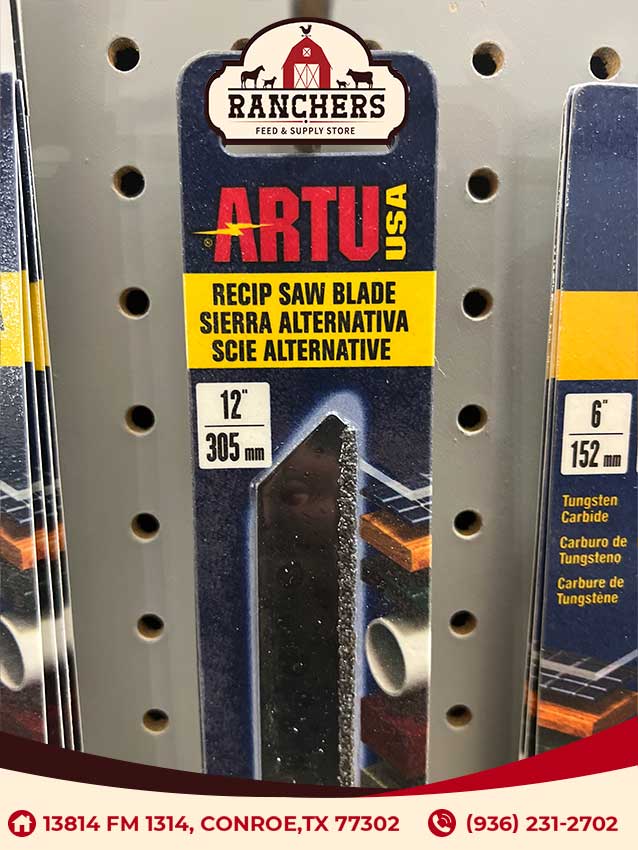 RANCHERS
FEED & SUPPLY STORE
ARTU USA
®
RECIP SAW BLADE
SIERRA ALTERNATIVA
SCIE ALTERNATIVE
12"
305 mm
6"
152 mm
Tungsten
Carbide
Carburo de
Tungsteno
Carbure de
Tungstène
13814 FM 1314, CONROE,TX 77302
(936) 231-2702